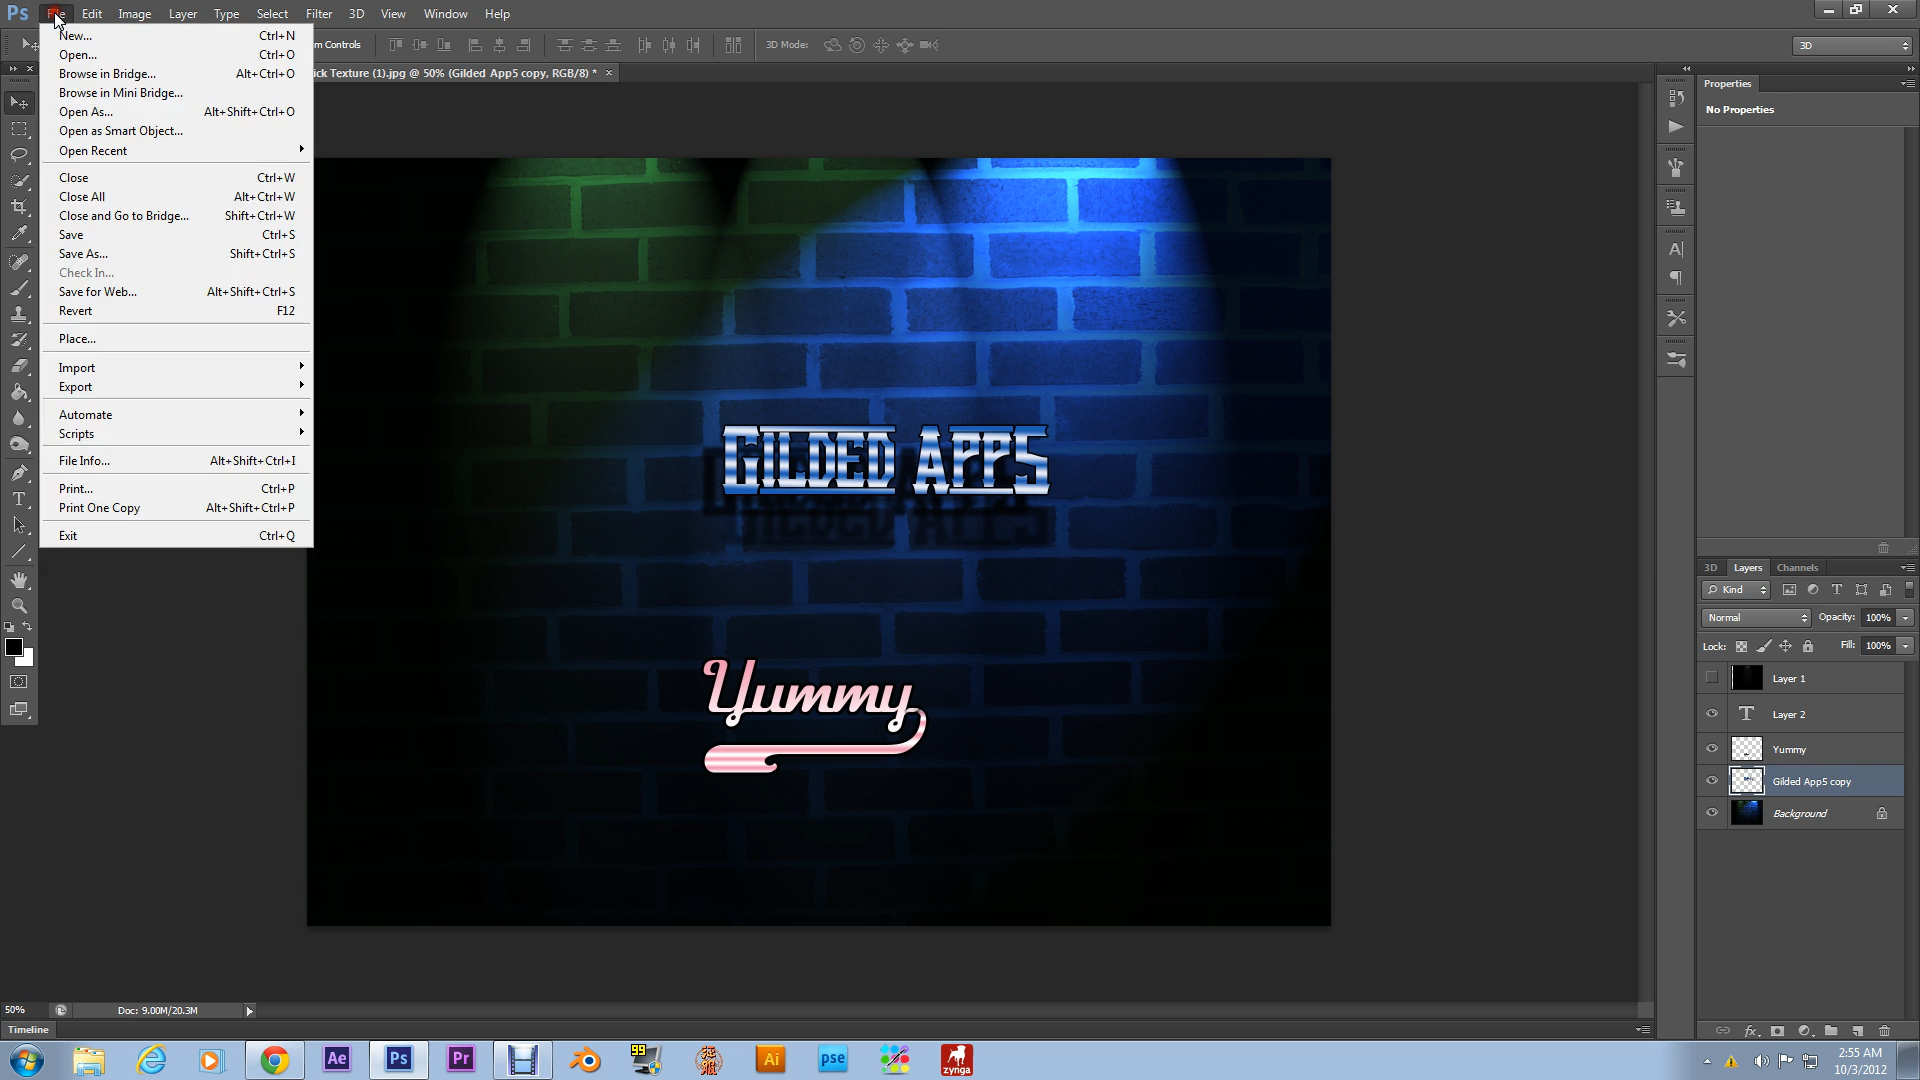 Ps File Edit Image Layer Type Select Filter 3D View Window Help
m Controls 3D Mode: 3D
ick Texture (1).jpg @ 50% (Gilded App5 copy, RGB/8) * ×
New... Ctrl+N
Open... Ctrl+O
Browse in Bridge... Alt+Ctrl+O
Browse in Mini Bridge...
Open As... Alt+Shift+Ctrl+O
Open as Smart Object...
Open Recent
Close Ctrl+W
Close All Alt+Ctrl+W
Close and Go to Bridge... Shift+Ctrl+W
Save Ctrl+S
Save As... Shift+Ctrl+S
Check In...
Save for Web... Alt+Shift+Ctrl+S
Revert F12
Place...
Import
Export
Automate
Scripts
File Info... Alt+Shift+Ctrl+I
Print... Ctrl+P
Print One Copy Alt+Shift+Ctrl+P
Exit Ctrl+Q
Gilded App5
Yummy
Properties
No Properties
3D Layers Channels
Kind
Normal Opacity: 100%
Lock: Fill: 100%
Layer 1
Layer 2
Yummy
Gilded App5 copy
Background
50% Doc: 9.00M/20.3M
Timeline
Ae Ps Pr 99 Ai pse zynga
2:55 AM
10/3/2012